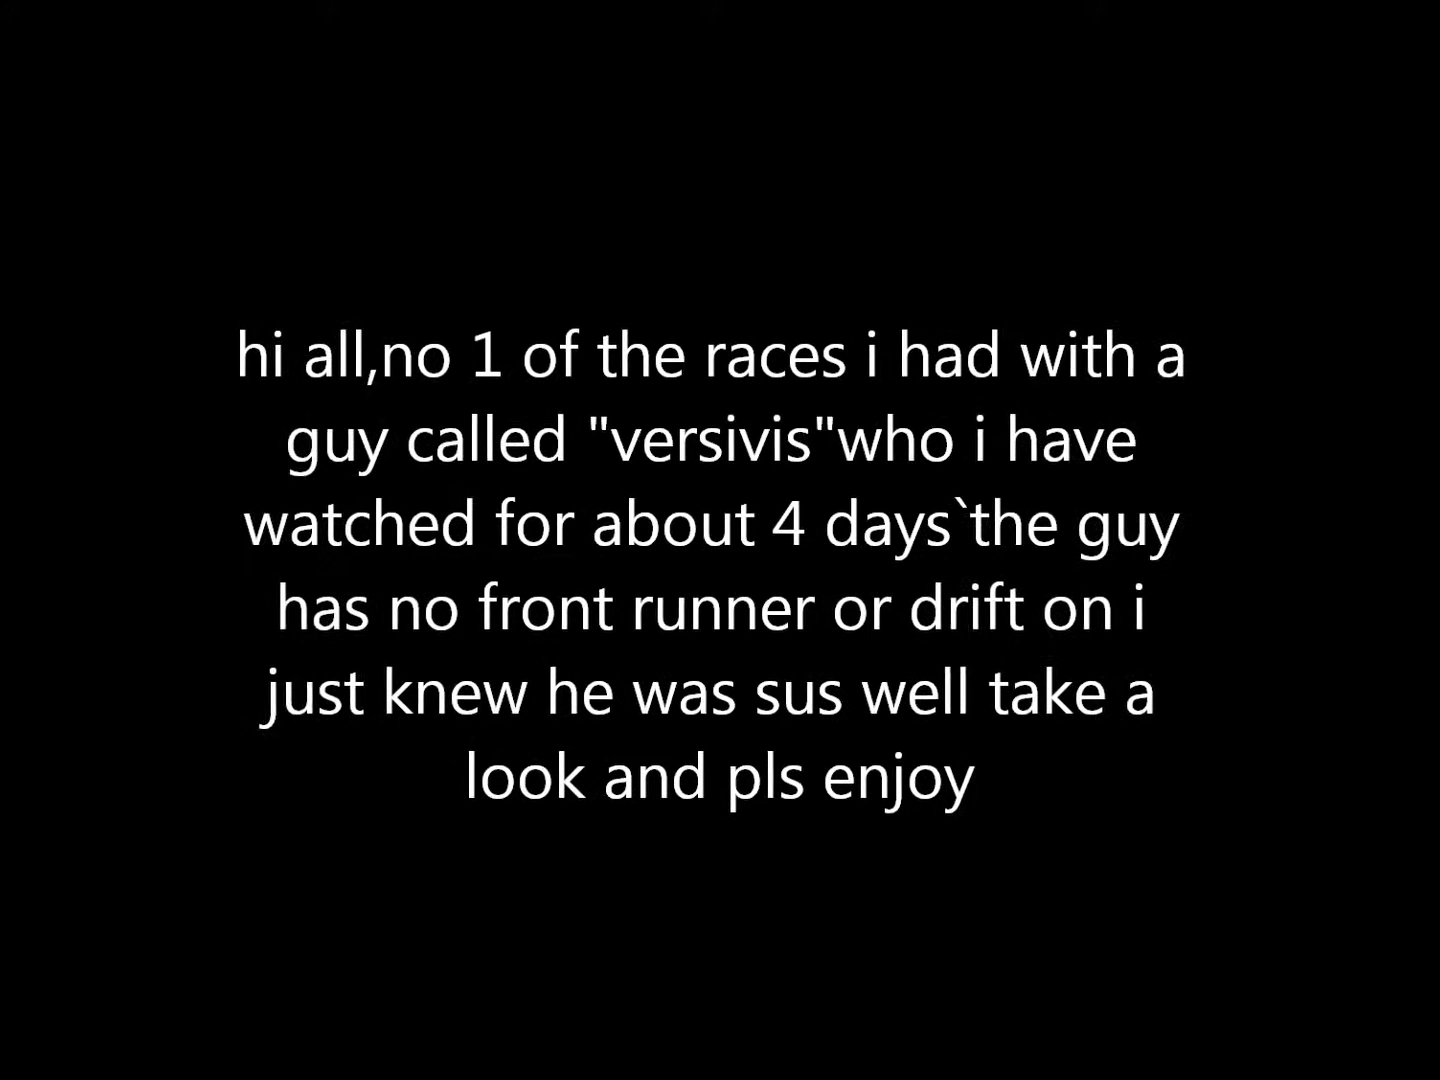 hi all,no 1 of the races i had with a
guy called "versivis"who i have
watched for about 4 days`the guy
has no front runner or drift on i
just knew he was sus well take a
look and pls enjoy